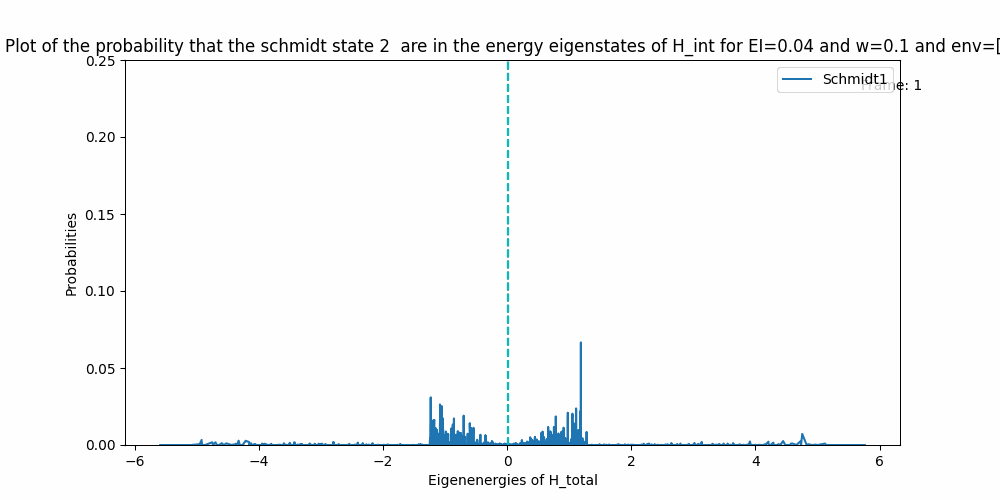 Plot of the probability that the schmidt state 2  are in the energy eigenstates of H_int for EI=0.04 and w=0.1 and env=[
0.25
Schmidt1
Frame: 1
0.20
0.15
Probabilities
0.10
0.05
0.00
−6
−4
−2
0
2
4
6
Eigenenergies of H_total